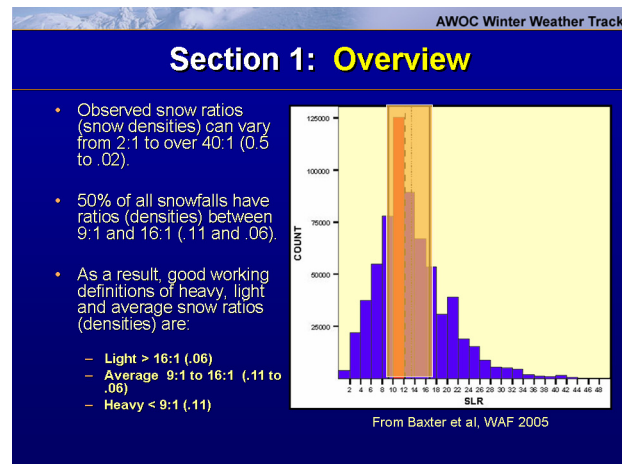 AWOC Winter Weather Track
Section 1: Overview
• Observed snow ratios
(snow densities) can vary
from 2:1 to over 40:1 (0.5
to .02).
• 50% of all snowfalls have
ratios (densities) between
9:1 and 16:1 (.11 and .06).
• As a result, good working
definitions of heavy, light
and average snow ratios
(densities) are:
– Light > 16:1 (.06)
– Average 9:1 to 16:1 (.11 to
.06)
– Heavy < 9:1 (.11)
125000
100000
75000
50000
25000
COUNT
2 4 6 8 10 12 14 16 18 20 22 24 26 28 30 32 34 36 38 40 42 44 46 48
SLR
From Baxter et al, WAF 2005